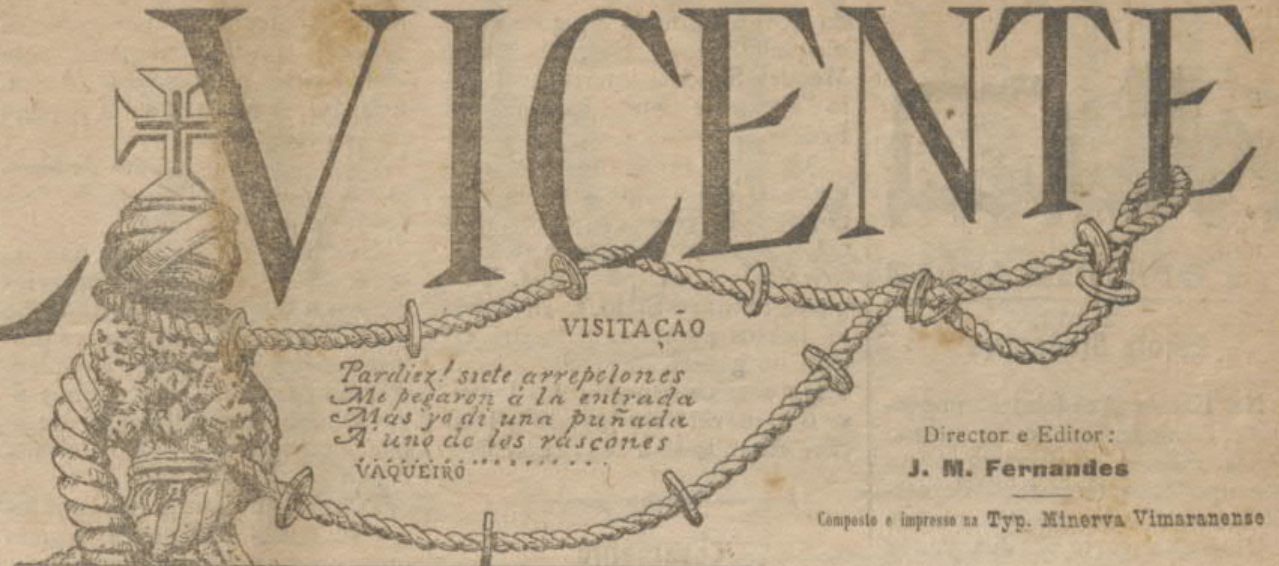 VICENTE
VISITAÇÃO
Pardiez! siete arrepelones
Me pegaron á la entrada
Mas yo di una puñada
A uno de los rascones
VAQUEIRO
Director e Editor:
J. M. Fernandes
Composto e impresso na Typ. Minerva Vimaranense